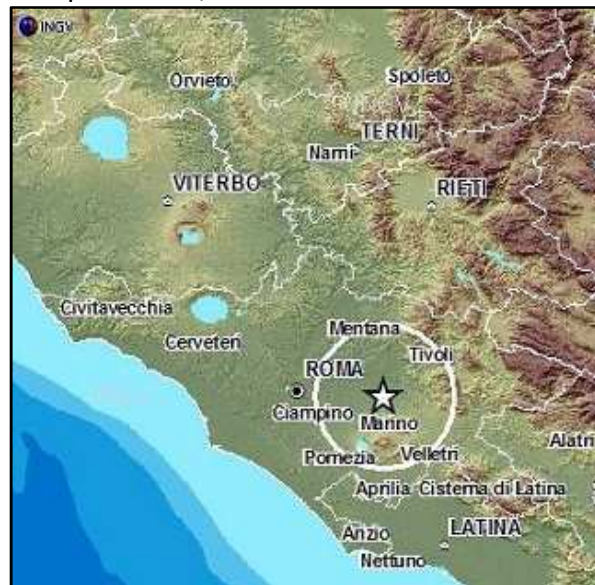 INGV
Orvieto
Spoleto
TERNI
Narni
VITERBO
RIETI
Civitavecchia
Cerveteri
Mentana
Tivoli
ROMA
Ciampino
Marino
Pomezia
Velletri
Alatri
Aprilia
Cisterna di Latina
Anzio
LATINA
Nettuno